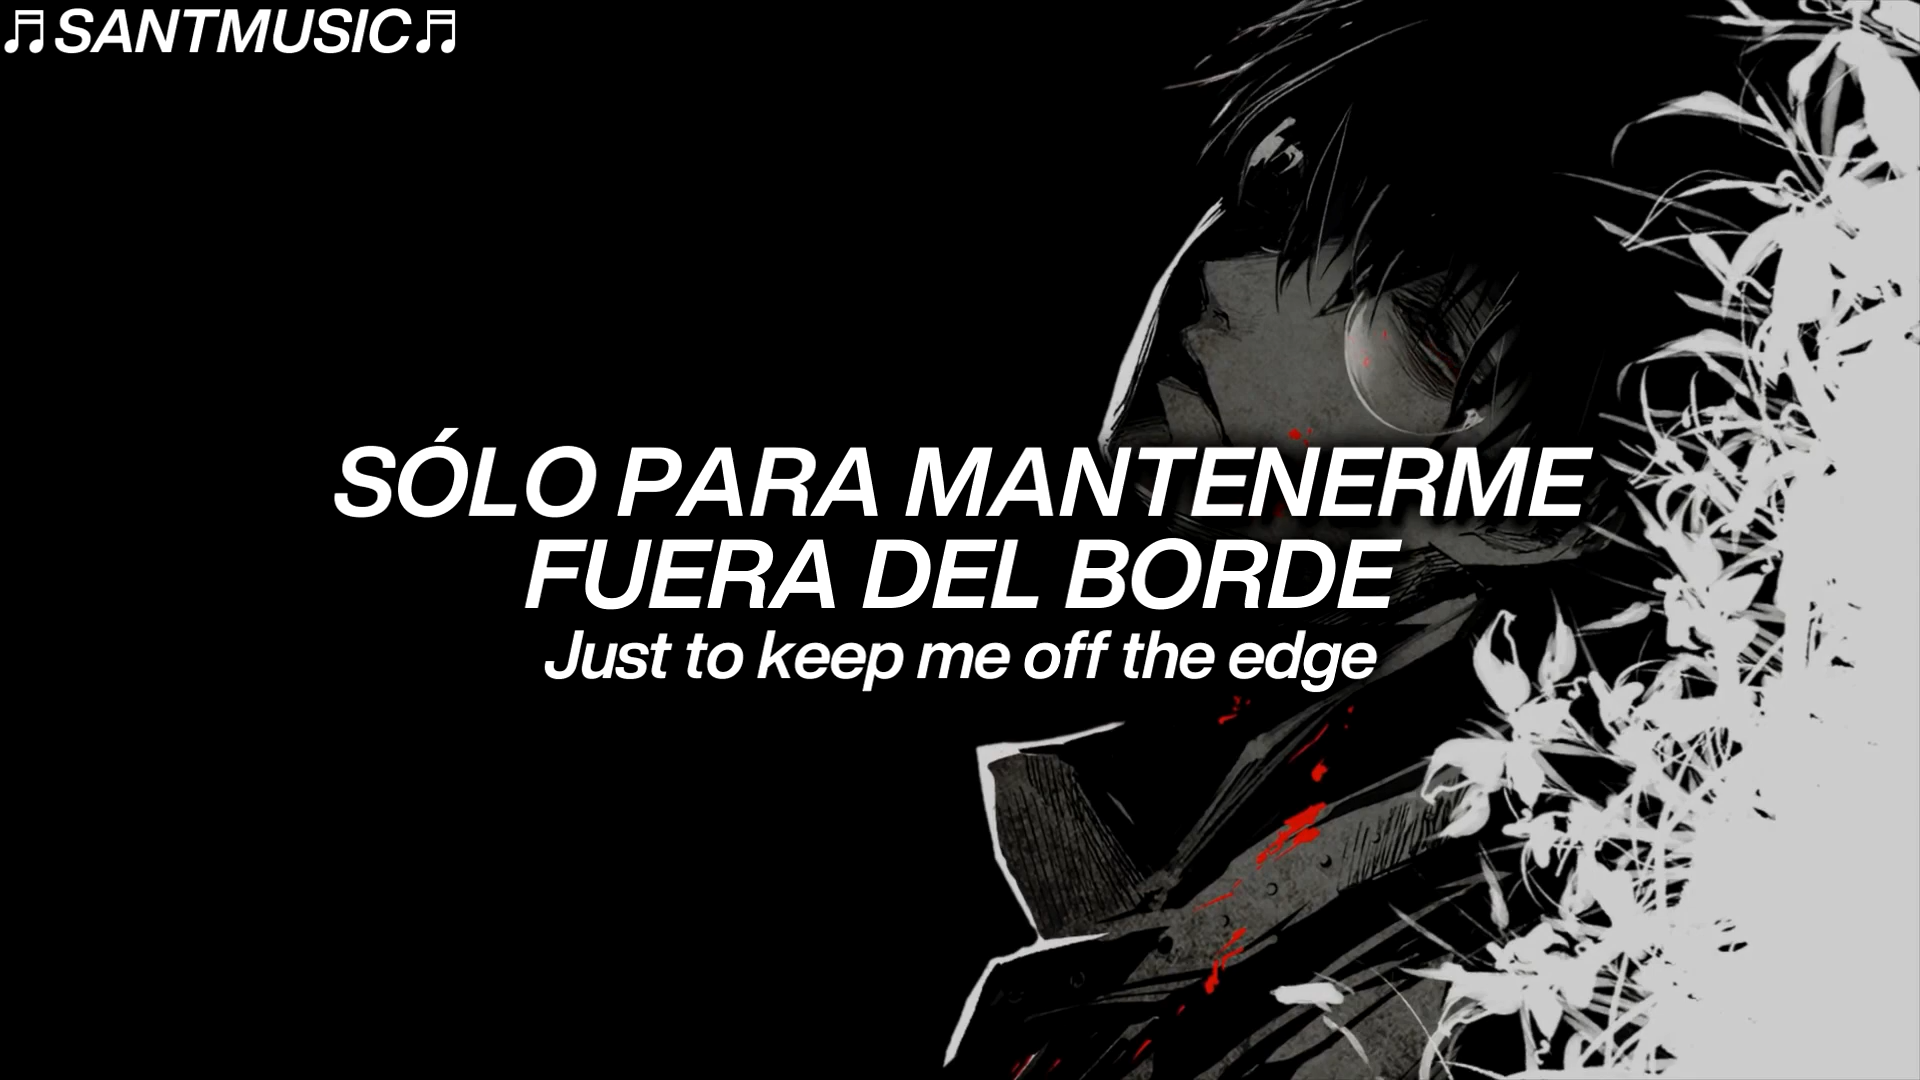 ♬SANTMUSIC♬
SÓLO PARA MANTENERME
FUERA DEL BORDE
Just to keep me off the edge